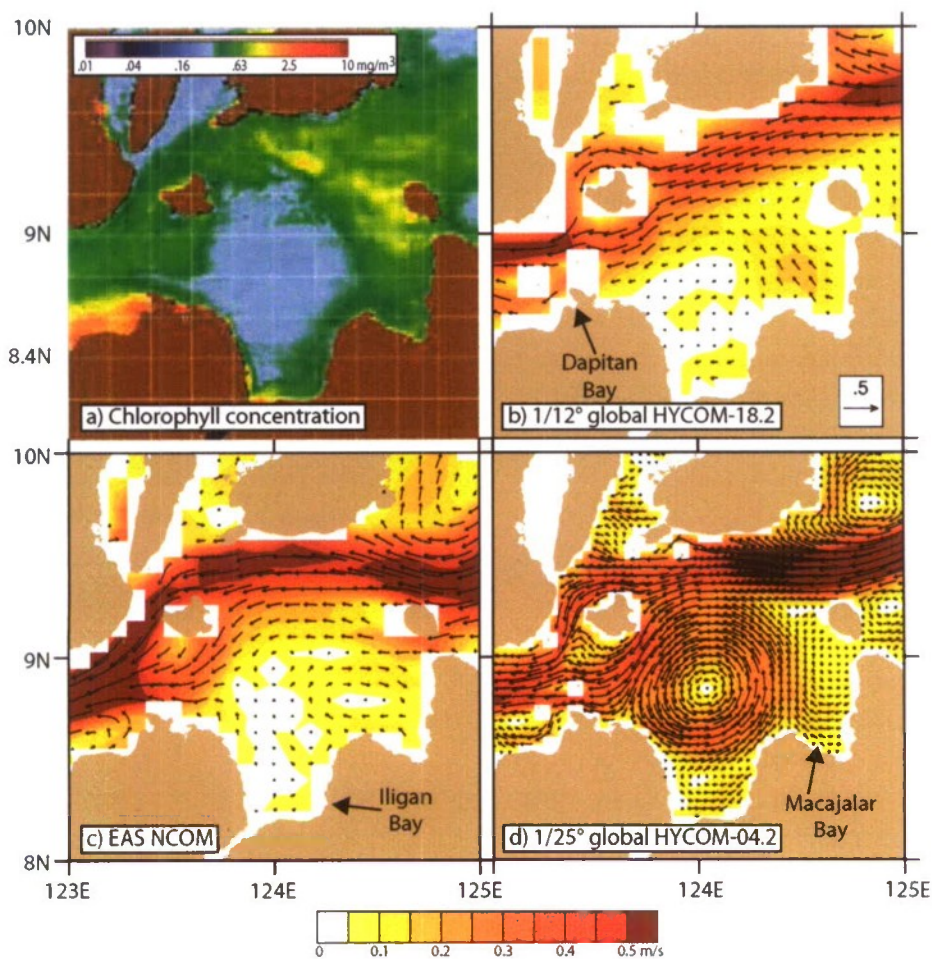 10N
.01 .04 .16 .63 2.5 10 mg/m³
9N
8.4N
a) Chlorophyll concentration
Dapitan
Bay
.5
b) 1/12° global HYCOM-18.2
10N
9N
8N
Iligan
Bay
c) EAS NCOM
Macajalar
Bay
d) 1/25° global HYCOM-04.2
123E 124E 125E
124E 125E
0 0.1 0.2 0.3 0.4 0.5 m/s